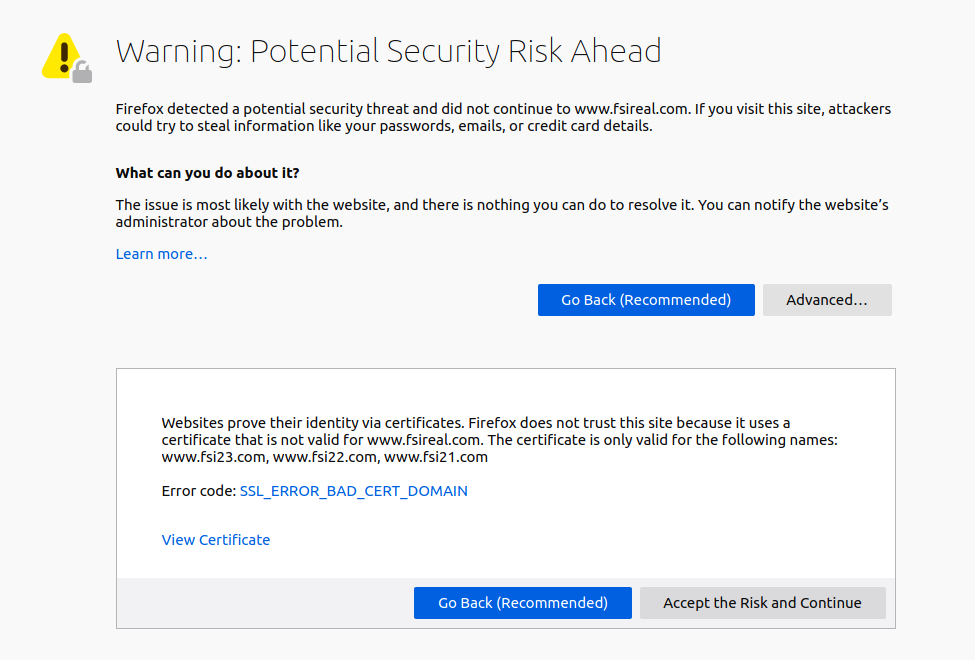 Warning: Potential Security Risk Ahead
Firefox detected a potential security threat and did not continue to www.fsireal.com. If you visit this site, attackers
could try to steal information like your passwords, emails, or credit card details.
What can you do about it?
The issue is most likely with the website, and there is nothing you can do to resolve it. You can notify the website’s
administrator about the problem.
Learn more…
Go Back (Recommended) Advanced…
Websites prove their identity via certificates. Firefox does not trust this site because it uses a
certificate that is not valid for www.fsireal.com. The certificate is only valid for the following names:
www.fsi23.com, www.fsi22.com, www.fsi21.com
Error code: SSL_ERROR_BAD_CERT_DOMAIN
View Certificate
Go Back (Recommended) Accept the Risk and Continue